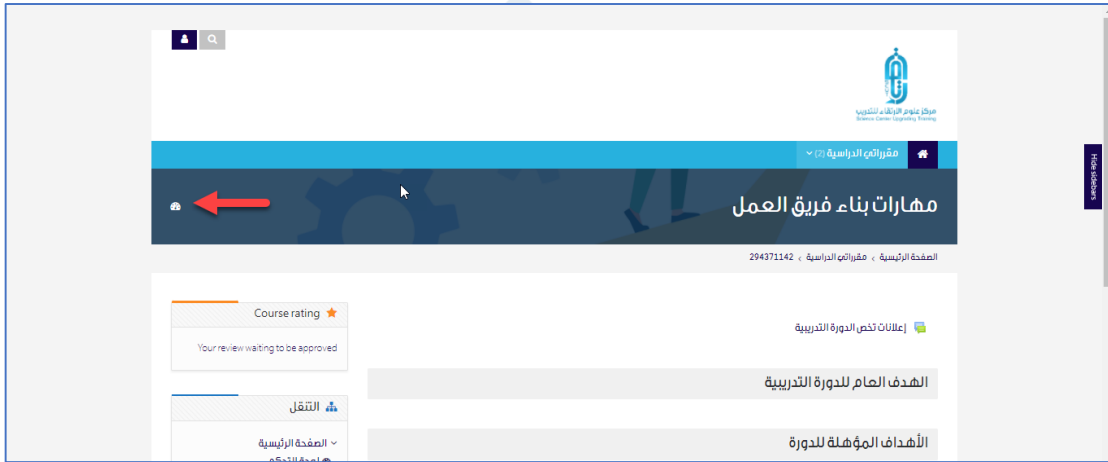 مركز علوم الارتقاء للتدريب
Science Center Upgrading Training
مقرراتي الدراسية (2)
Hide sidebars
مهارات بناء فريق العمل
الصفحة الرئيسية › مقرراتي الدراسية › 294371142
إعلانات تخص الدورة التدريبية
الهدف العام للدورة التدريبية
الأهداف المؤهلة للدورة
Course rating
Your review waiting to be approved
التنقل
الصفحة الرئيسية
لوحة التحكم